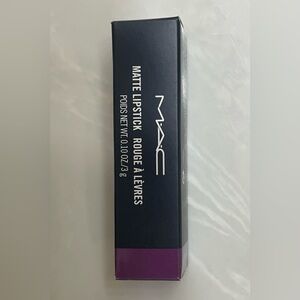 MAC
MATTE LIPSTICK ROUGE À LÈVRES
POIDS NET WT. 0.10 OZ / 3 g